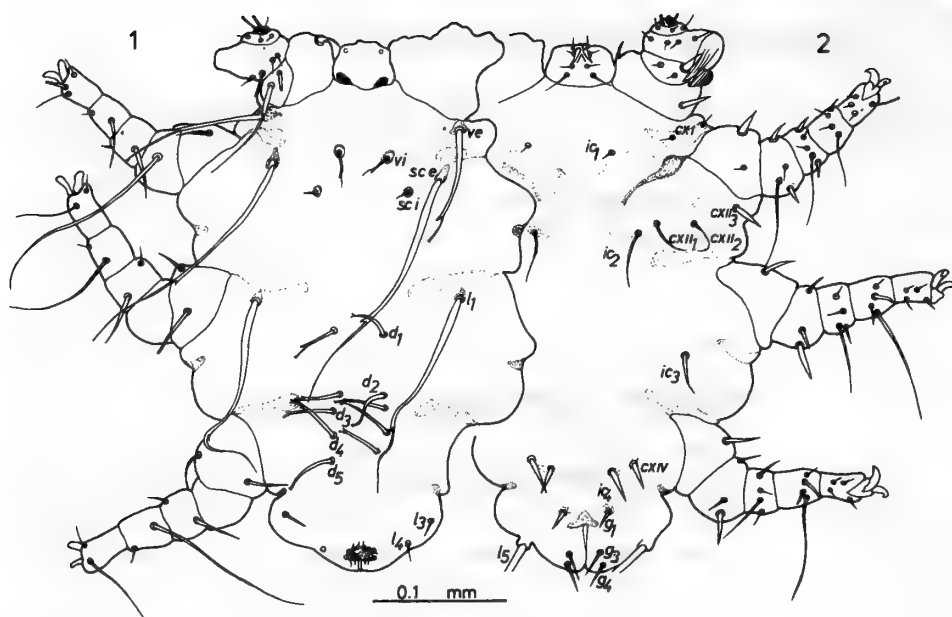 1
2
ve
vi
sce
sci
l1
d1
d2
d3
d4
d5
l3
l4
cx1
ic1
cxII3
cxII1 cxII2
ic2
ic3
cxIV
ic4
g1
l5
g3
g4
0.1 mm